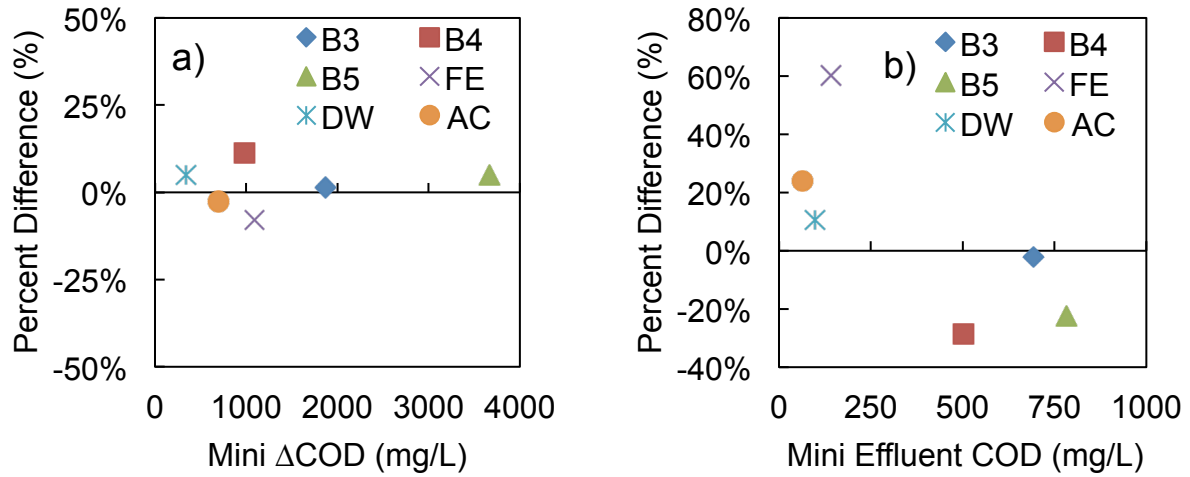 Percent Difference (%)
50%
25%
0%
-25%
-50%
a)
B3
B4
B5
FE
DW
AC
0
1000
2000
3000
4000
Mini ΔCOD (mg/L)
Percent Difference (%)
80%
60%
40%
20%
0%
-20%
-40%
b)
B3
B4
B5
FE
DW
AC
0
250
500
750
1000
Mini Effluent COD (mg/L)